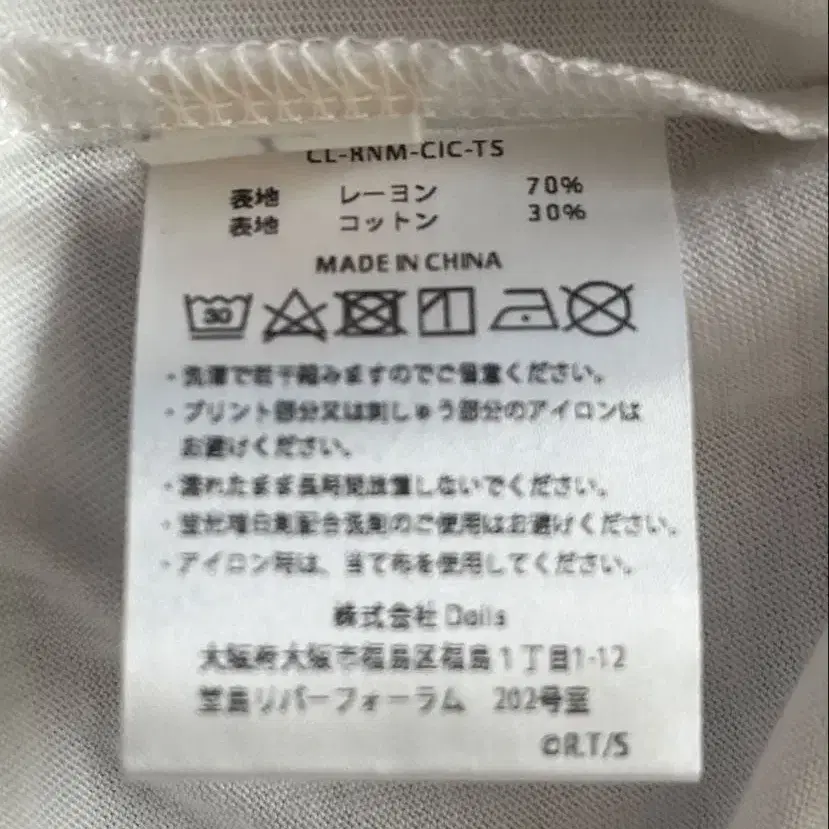 CL-RNM-CIC-TS
表地 レーヨン 70%
表地 コットン 30%
MADE IN CHINA
30
・洗濯で若干縮みますのでご留意ください。
・プリント部分又は刺しゅう部分のアイロンは
お避けください。
・濡れたまま長時間放置しないでください。
・蛍光増白剤配合洗剤のご使用はお避けください。
・アイロン時は、当て布を使用してください。
株式会社 Dolls
大阪府大阪市福島区福島1丁目1-12
堂島リバーフォーラム 202号室
©R.T/S